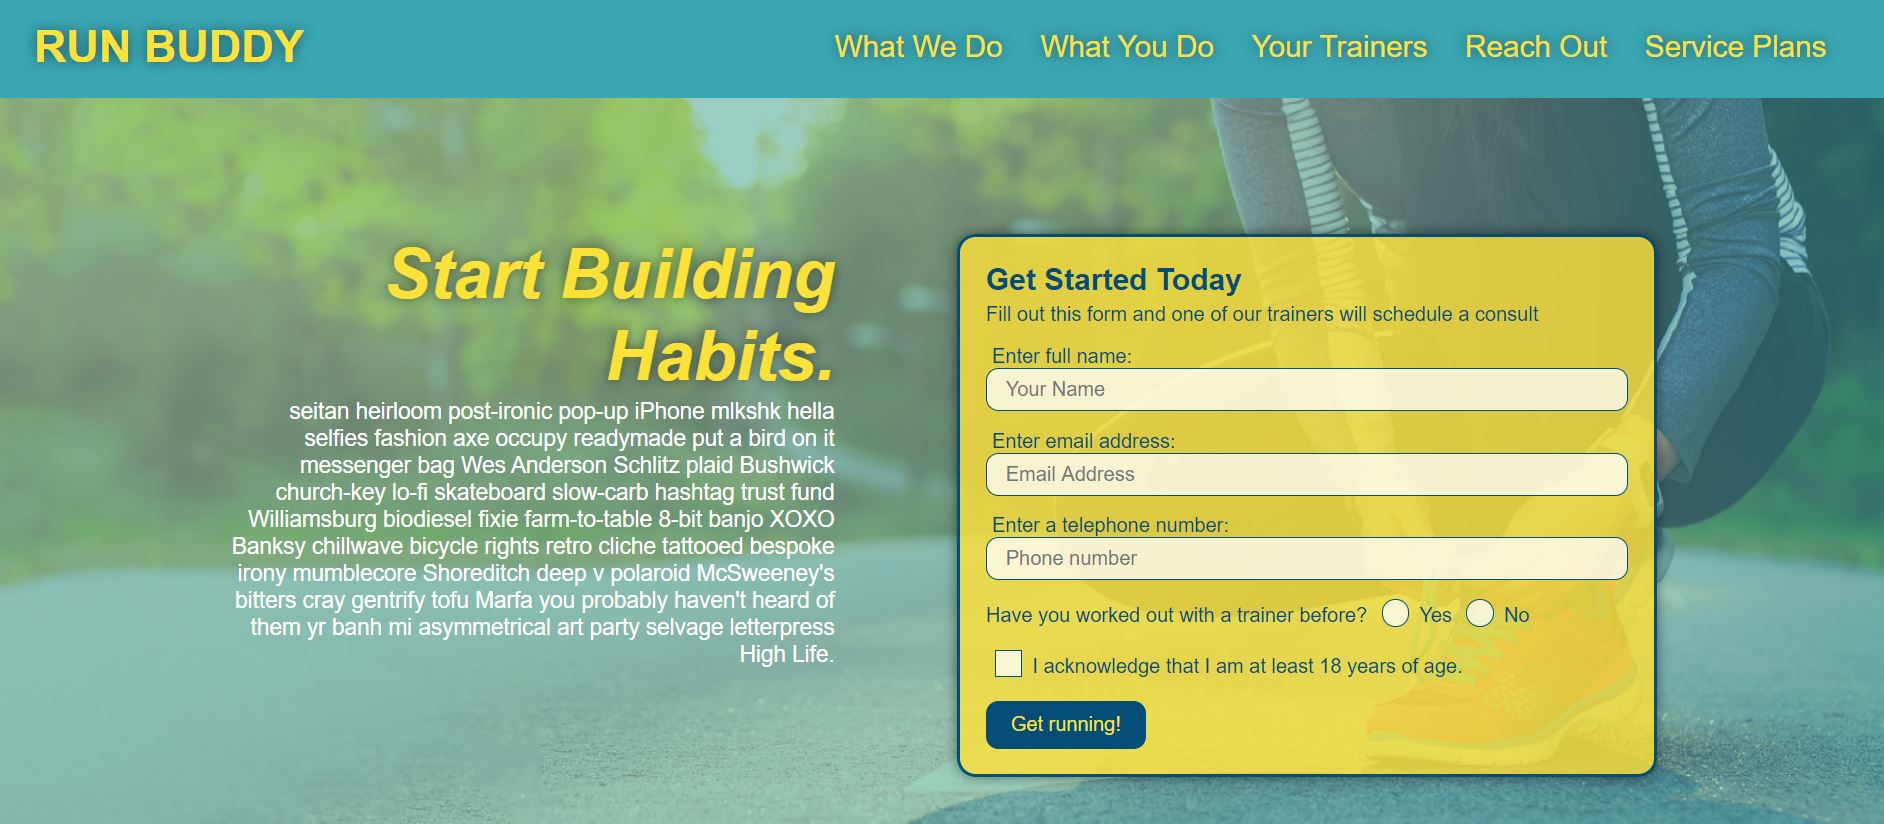 RUN BUDDY
What We Do
What You Do
Your Trainers
Reach Out
Service Plans
Start Building
Habits.
seitan heirloom post-ironic pop-up iPhone mlkshk hella
selfies fashion axe occupy readymade put a bird on it
messenger bag Wes Anderson Schlitz plaid Bushwick
church-key lo-fi skateboard slow-carb hashtag trust fund
Williamsburg biodiesel fixie farm-to-table 8-bit banjo XOXO
Banksy chillwave bicycle rights retro cliche tattooed bespoke
irony mumblecore Shoreditch deep v polaroid McSweeney's
bitters cray gentrify tofu Marfa you probably haven't heard of
them yr banh mi asymmetrical art party selvage letterpress
High Life.
Get Started Today
Fill out this form and one of our trainers will schedule a consult
Enter full name:
Your Name
Enter email address:
Email Address
Enter a telephone number:
Phone number
Have you worked out with a trainer before? Yes No
I acknowledge that I am at least 18 years of age.
Get running!